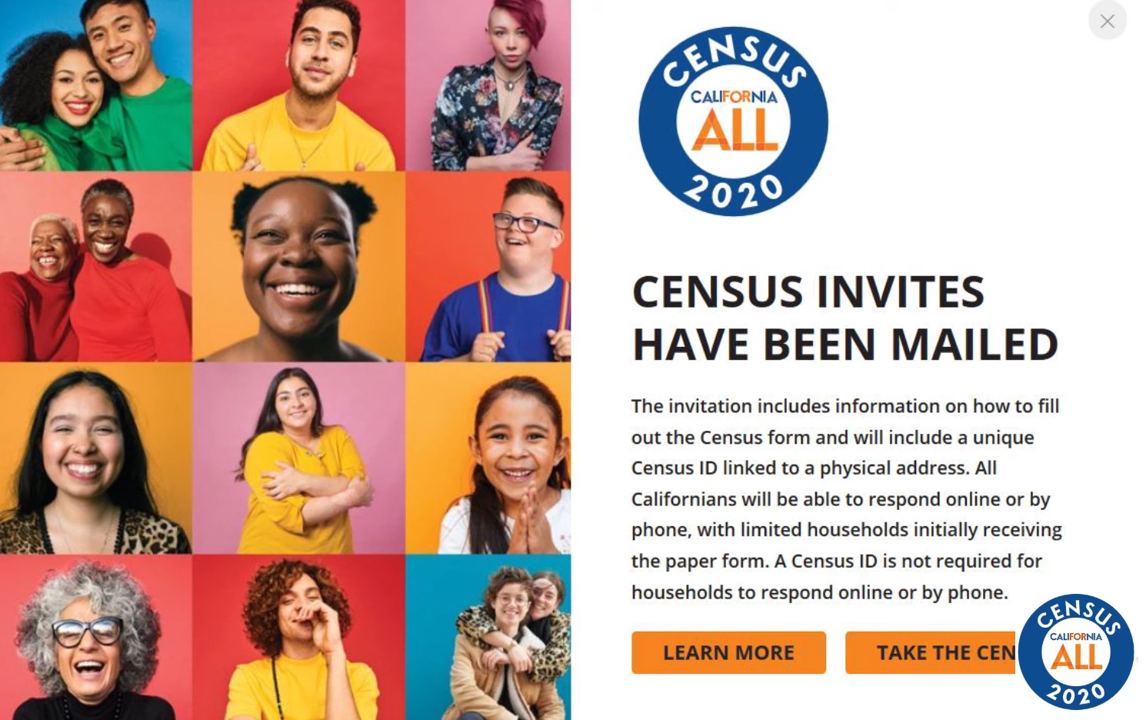 CENSUS
CALIFORNIA
ALL
2020
CENSUS INVITES
HAVE BEEN MAILED
The invitation includes information on how to fill
out the Census form and will include a unique
Census ID linked to a physical address. All
Californians will be able to respond online or by
phone, with limited households initially receiving
the paper form. A Census ID is not required for
households to respond online or by phone.
LEARN MORE
TAKE THE CEN
CENSUS
CALIFORNIA
ALL
2020